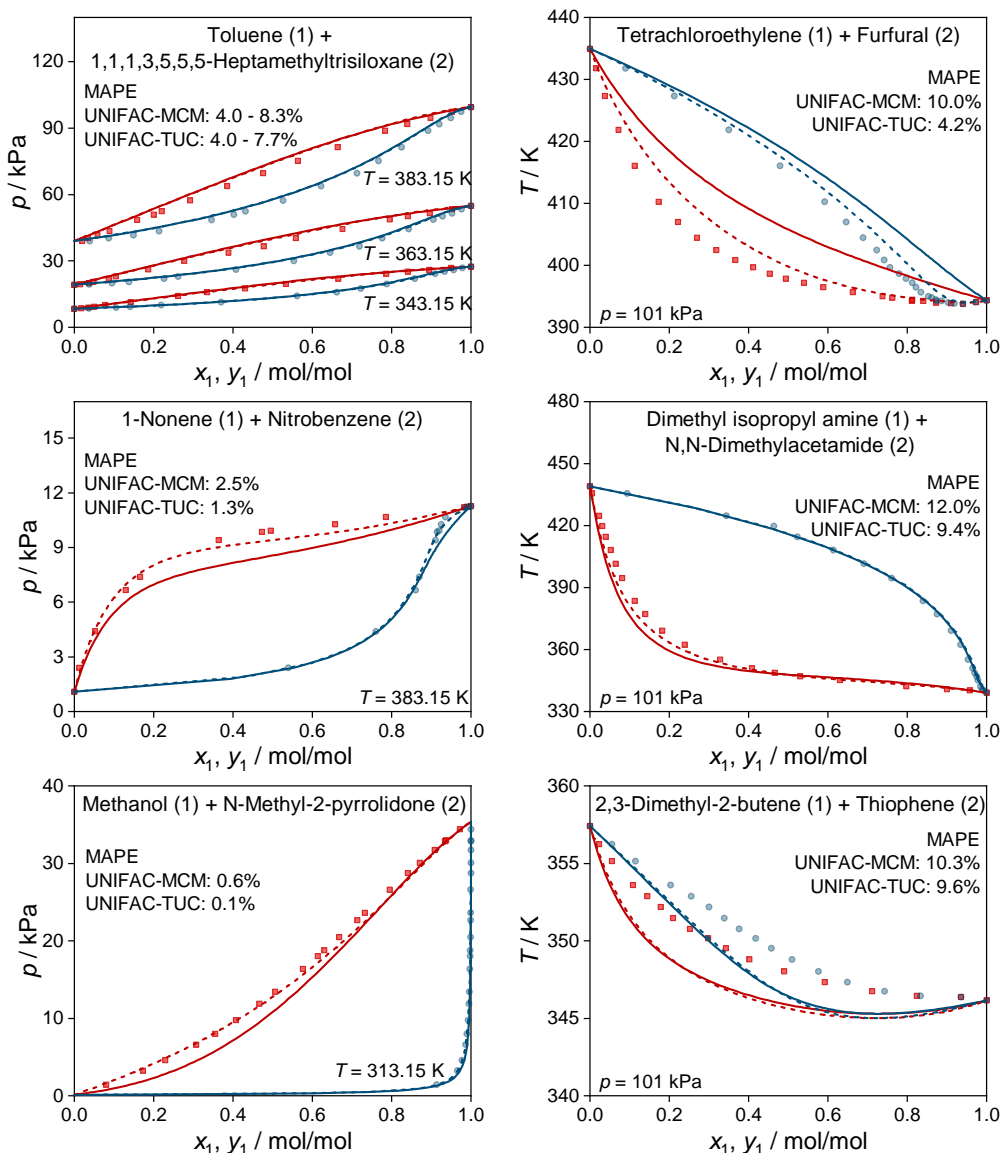 Toluene (1) +
1,1,1,3,5,5,5-Heptamethyltrisiloxane (2)
MAPE
UNIFAC-MCM: 4.0 - 8.3%
UNIFAC-TUC: 4.0 - 7.7%
T = 383.15 K
T = 363.15 K
T = 343.15 K
p / kPa
120
90
60
30
0
0.0 0.2 0.4 0.6 0.8 1.0
x1, y1 / mol/mol
Tetrachloroethylene (1) + Furfural (2)
MAPE
UNIFAC-MCM: 10.0%
UNIFAC-TUC: 4.2%
p = 101 kPa
T / K
440
430
420
410
400
390
0.0 0.2 0.4 0.6 0.8 1.0
x1, y1 / mol/mol
1-Nonene (1) + Nitrobenzene (2)
MAPE
UNIFAC-MCM: 2.5%
UNIFAC-TUC: 1.3%
T = 383.15 K
p / kPa
15
12
9
6
3
0
0.0 0.2 0.4 0.6 0.8 1.0
x1, y1 / mol/mol
Dimethyl isopropyl amine (1) +
N,N-Dimethylacetamide (2)
MAPE
UNIFAC-MCM: 12.0%
UNIFAC-TUC: 9.4%
p = 101 kPa
T / K
480
450
420
390
360
330
0.0 0.2 0.4 0.6 0.8 1.0
x1, y1 / mol/mol
Methanol (1) + N-Methyl-2-pyrrolidone (2)
MAPE
UNIFAC-MCM: 0.6%
UNIFAC-TUC: 0.1%
T = 313.15 K
p / kPa
40
30
20
10
0
0.0 0.2 0.4 0.6 0.8 1.0
x1, y1 / mol/mol
2,3-Dimethyl-2-butene (1) + Thiophene (2)
MAPE
UNIFAC-MCM: 10.3%
UNIFAC-TUC: 9.6%
p = 101 kPa
T / K
360
355
350
345
340
0.0 0.2 0.4 0.6 0.8 1.0
x1, y1 / mol/mol